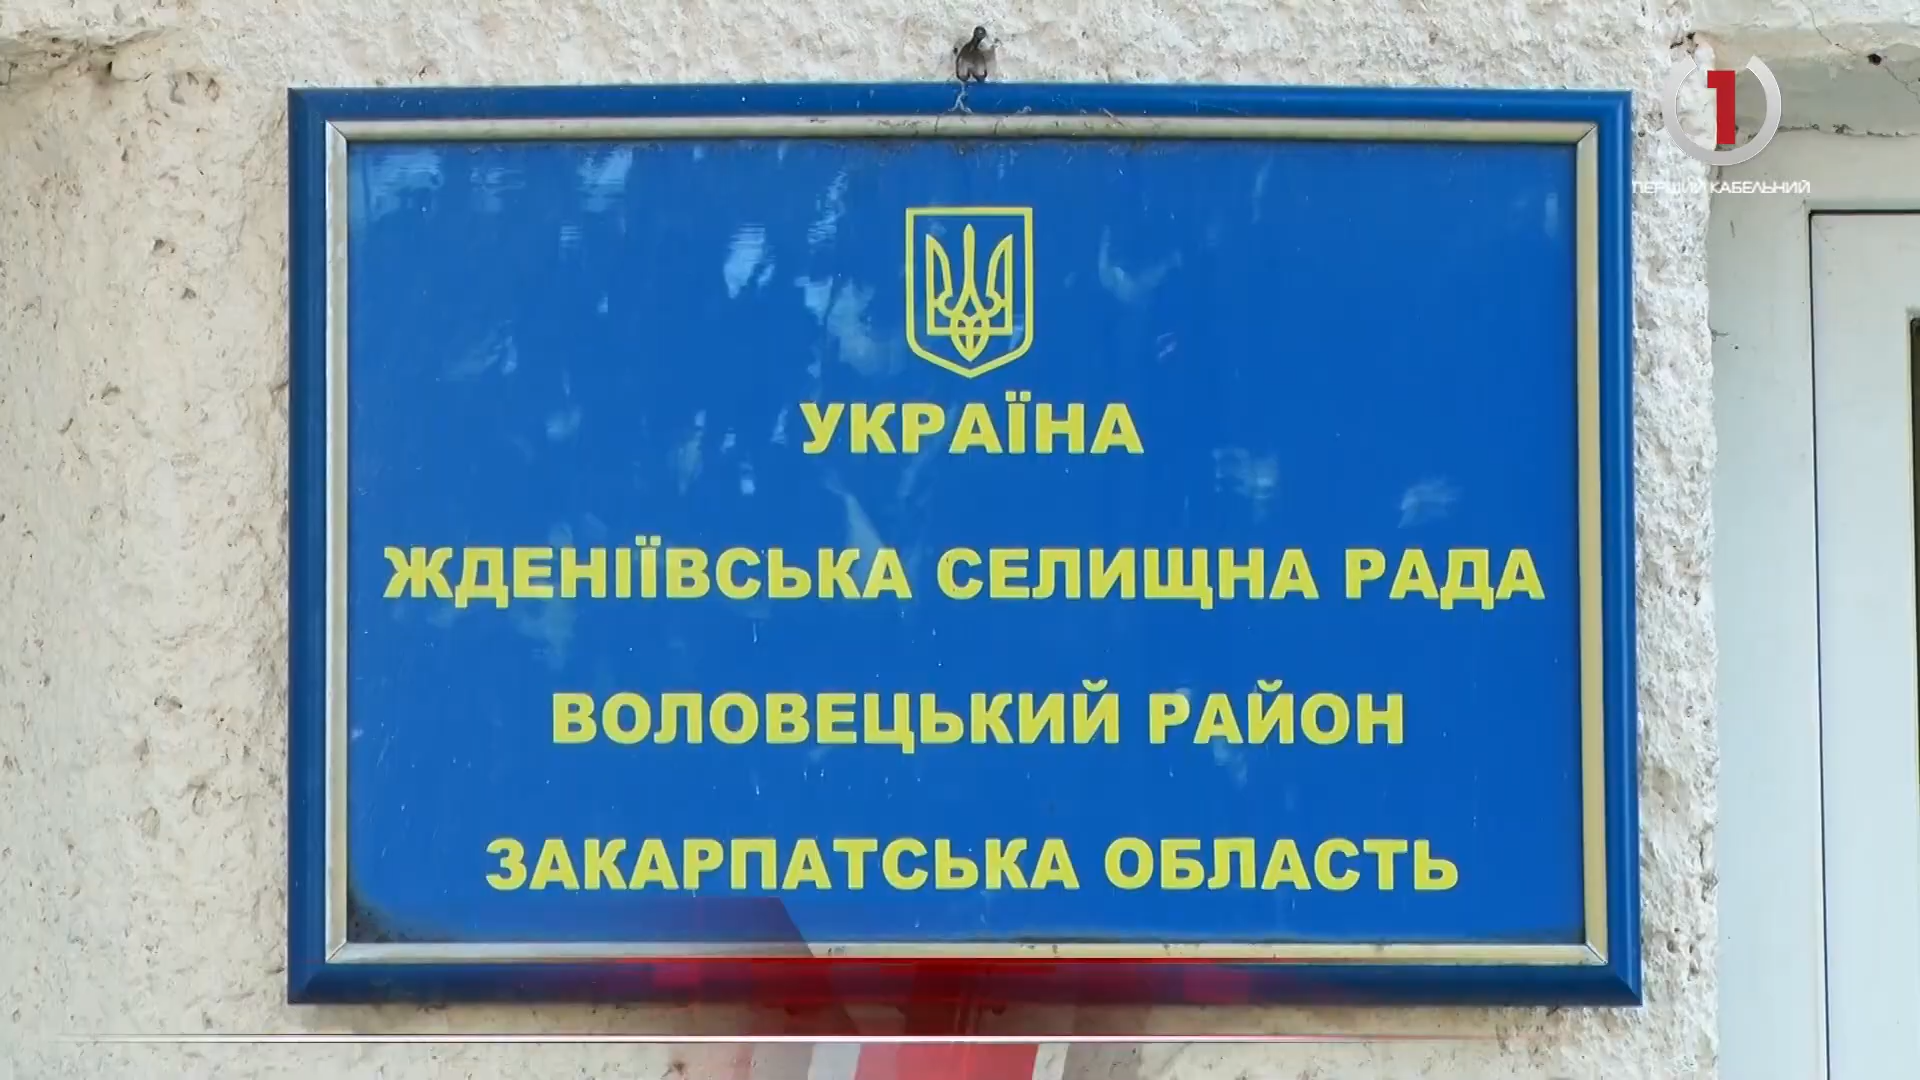 1
ПЕРШИЙ КАБЕЛЬНИЙ
УКРАЇНА
ЖДЕНІЇВСЬКА СЕЛИЩНА РАДА
ВОЛОВЕЦЬКИЙ РАЙОН
ЗАКАРПАТСЬКА ОБЛАСТЬ